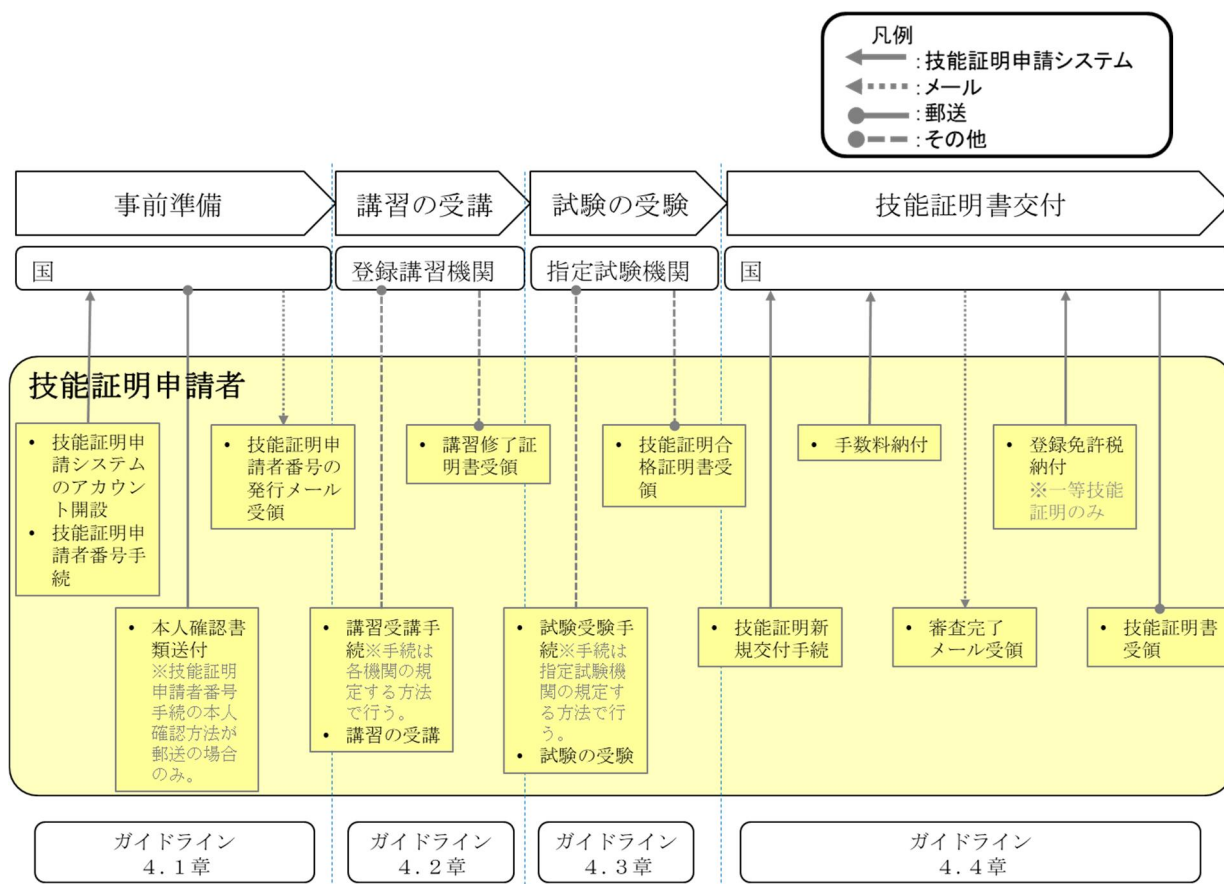 凡例
:技能証明申請システム
:メール
:郵送
:その他
事前準備
講習の受講
試験の受験
技能証明書交付
国
登録講習機関
指定試験機関
国
技能証明申請者
• 技能証明申
請システム
のアカウン
ト開設
• 技能証明申
請者番号手
続
• 本人確認書
類送付
※技能証明
申請者番号
手続の本人
確認方法が
郵送の場合
のみ。
• 技能証明申
請者番号の
発行メール
受領
• 講習受講手
続※手続は
各機関の規
定する方法
で行う。
• 講習の受講
• 講習修了証
明書受領
• 試験受験手
続※手続は
指定試験機
関の規定す
る方法で行
う。
• 試験の受験
• 技能証明合
格証明書受
領
• 技能証明新
規交付手続
• 手数料納付
• 審査完了
メール受領
• 登録免許税
納付
※一等技能
証明のみ
• 技能証明書
受領
ガイドライン
4.1章
ガイドライン
4.2章
ガイドライン
4.3章
ガイドライン
4.4章